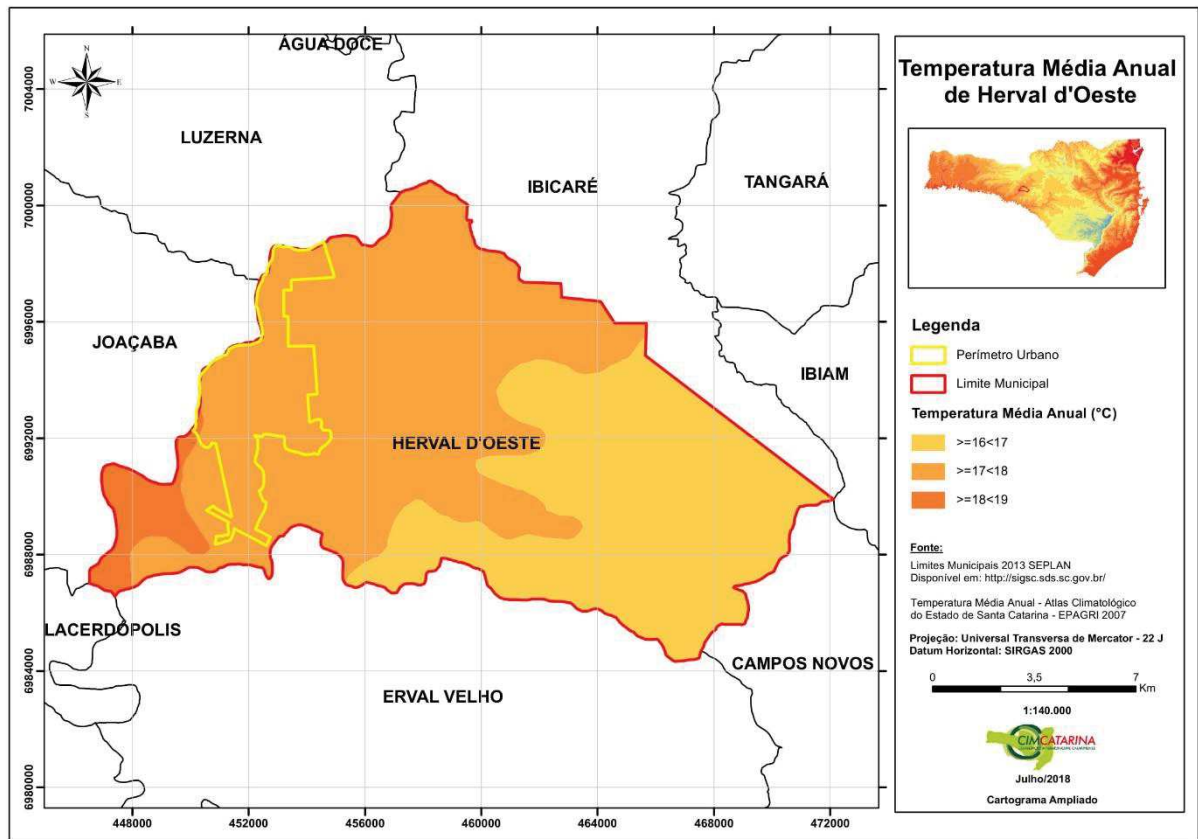 Temperatura Média Anual
de Herval d'Oeste
N
W
E
S
ÁGUA DOCE
LUZERNA
IBICARÉ
TANGARÁ
JOAÇABA
IBIAM
HERVAL D'OESTE
LACERDÓPOLIS
ERVAL VELHO
CAMPOS NOVOS
7004000
7000000
6996000
6992000
6988000
6984000
6980000
448000
452000
456000
460000
464000
468000
472000
Legenda
Perímetro Urbano
Limite Municipal
Temperatura Média Anual (°C)
>=16<17
>=17<18
>=18<19
Fonte:
Limites Municipais 2013 SEPLAN
Disponível em: http://sigsc.sds.sc.gov.br/
Temperatura Média Anual - Atlas Climatológico
do Estado de Santa Catarina - EPAGRI 2007
Projeção: Universal Transversa de Mercator - 22 J
Datum Horizontal: SIRGAS 2000
0 3,5 7
Km
1:140.000
CIMCATARINA
Julho/2018
Cartograma Ampliado